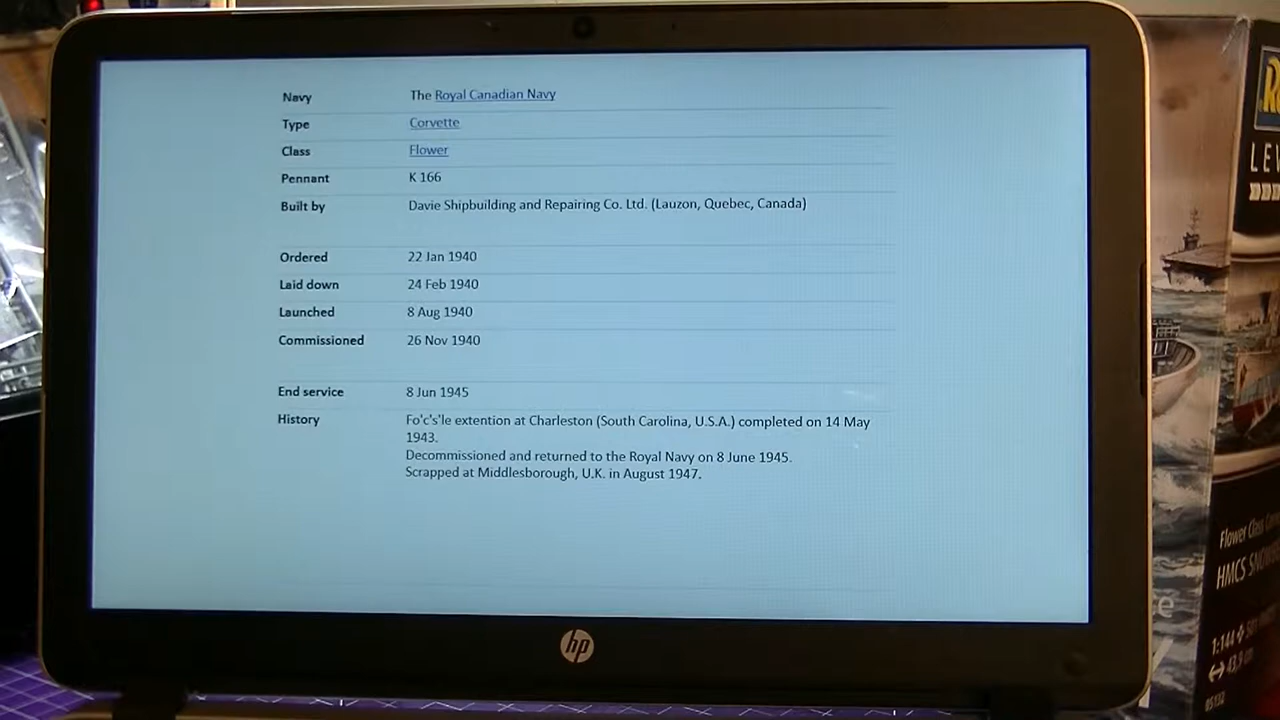 Navy The Royal Canadian Navy
Type Corvette
Class Flower
Pennant K 166
Built by Davie Shipbuilding and Repairing Co. Ltd. (Lauzon, Quebec, Canada)
Ordered 22 Jan 1940
Laid down 24 Feb 1940
Launched 8 Aug 1940
Commissioned 26 Nov 1940
End service 8 Jun 1945
History Fo'c's'le extention at Charleston (South Carolina, U.S.A.) completed on 14 May
1943.
Decommissioned and returned to the Royal Navy on 8 June 1945.
Scrapped at Middlesborough, U.K. in August 1947.
hp
Flower Class
HMCS
1:144